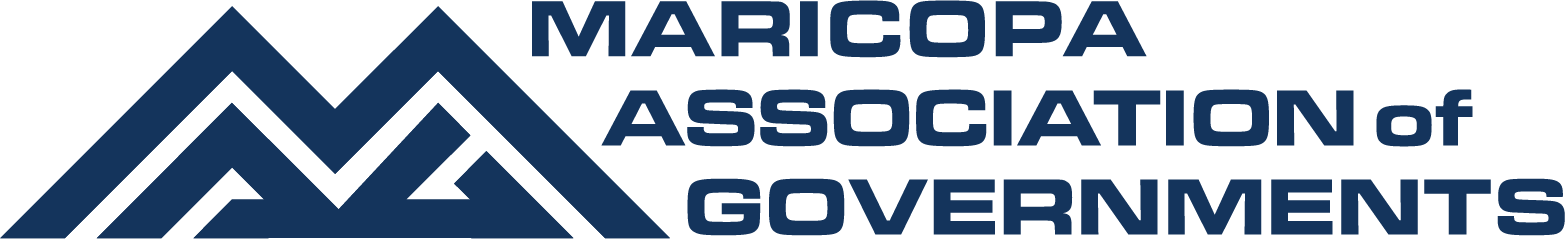 MARICOPA
ASSOCIATION of
GOVERNMENTS